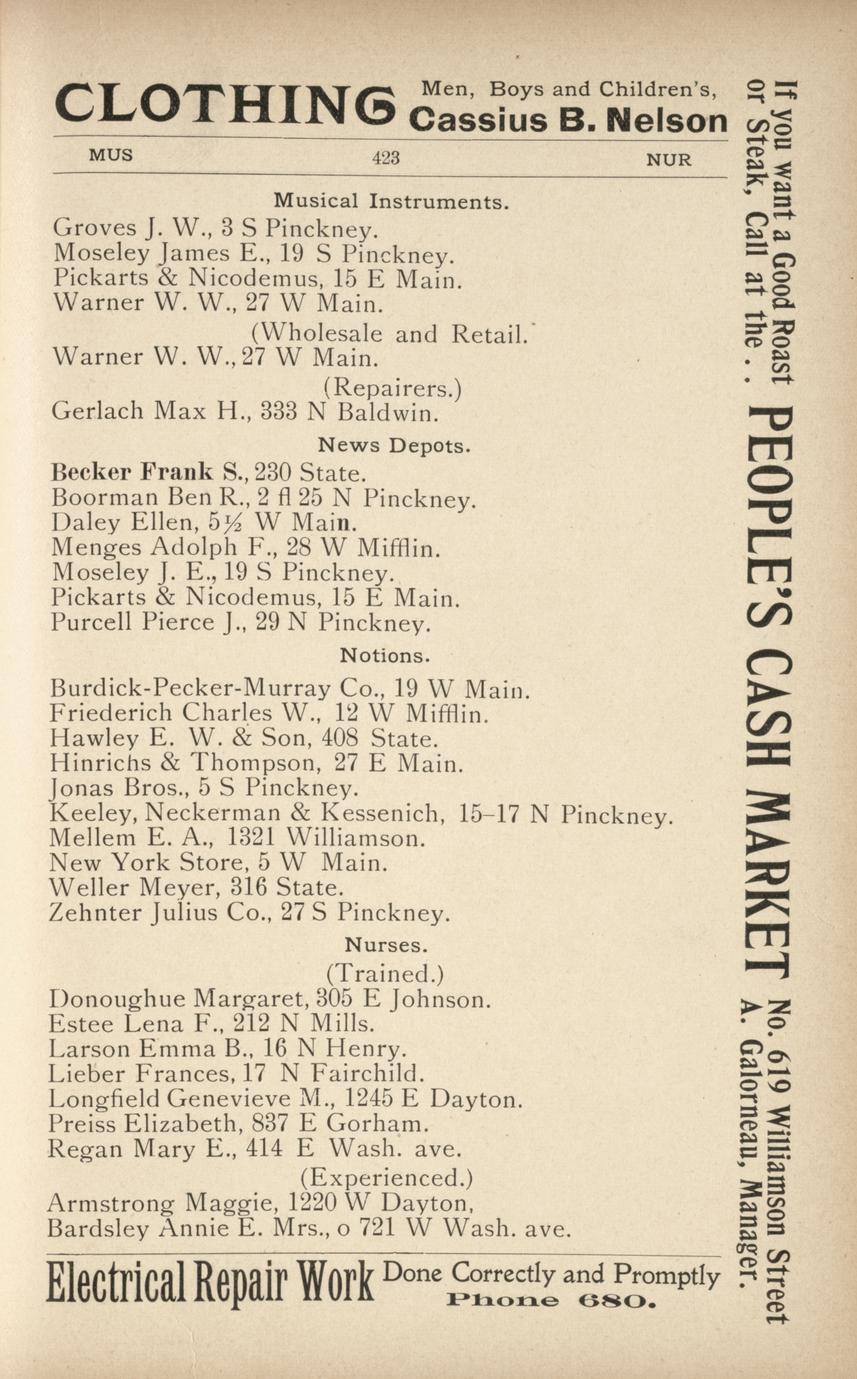 CLOTHING Men, Boys and Children's,
Cassius B. Nelson
MUS 423 NUR
Musical Instruments.
Groves J. W., 3 S Pinckney.
Moseley James E., 19 S Pinckney.
Pickarts & Nicodemus, 15 E Main.
Warner W. W., 27 W Main.
(Wholesale and Retail.
Warner W. W., 27 W Main.
(Repairers.)
Gerlach Max H., 333 N Baldwin.
News Depots.
Becker Frank S., 230 State.
Boorman Ben R., 2 fl 25 N Pinckney.
Daley Ellen, 5½ W Main.
Menges Adolph F., 28 W Mifflin.
Moseley J. E., 19 S Pinckney.
Pickarts & Nicodemus, 15 E Main.
Purcell Pierce J., 29 N Pinckney.
Notions.
Burdick-Pecker-Murray Co., 19 W Main.
Friederich Charles W., 12 W Mifflin.
Hawley E. W. & Son, 408 State.
Hinrichs & Thompson, 27 E Main.
Jonas Bros., 5 S Pinckney.
Keeley, Neckerman & Kessenich, 15–17 N Pinckney.
Mellem E. A., 1321 Williamson.
New York Store, 5 W Main.
Weller Meyer, 316 State.
Zehnter Julius Co., 27 S Pinckney.
Nurses.
(Trained.)
Donoughue Margaret, 305 E Johnson.
Estee Lena F., 212 N Mills.
Larson Emma B., 16 N Henry.
Lieber Frances, 17 N Fairchild.
Longfield Genevieve M., 1245 E Dayton.
Preiss Elizabeth, 837 E Gorham.
Regan Mary E., 414 E Wash. ave.
(Experienced.)
Armstrong Maggie, 1220 W Dayton,
Bardsley Annie E. Mrs., o 721 W Wash. ave.
Electrical Repair Work Done Correctly and Promptly
Phone 680.
If you want a Good Roast
or Steak, Call at the . .
PEOPLE'S CASH MARKET
No. 619 Williamson Street
A. Galorneau, Manager.